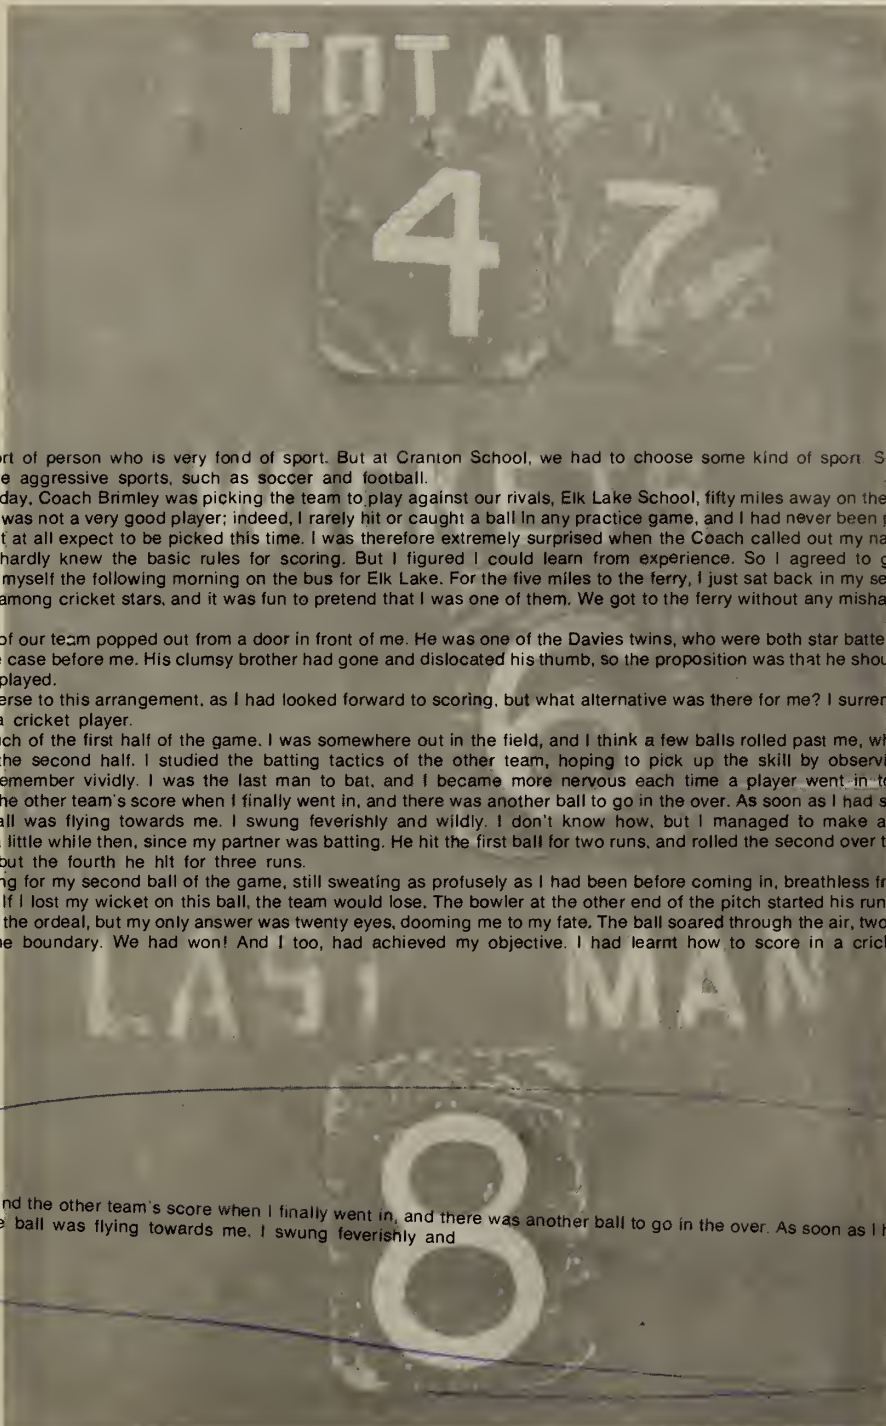 TOTAL
47
rt of person who is very fond of sport. But at Cranton School, we had to choose some kind of sport S
e aggressive sports, such as soccer and football.
day, Coach Brimley was picking the team to play against our rivals, Elk Lake School, fifty miles away on the
was not a very good player; indeed, I rarely hit or caught a ball in any practice game, and I had never been
t at all expect to be picked this time. I was therefore extremely surprised when the Coach called out my na
hardly knew the basic rules for scoring. But I figured I could learn from experience. So I agreed to g
myself the following morning on the bus for Elk Lake. For the five miles to the ferry, I just sat back in my se
among cricket stars, and it was fun to pretend that I was one of them. We got to the ferry without any misha
of our team popped out from a door in front of me. He was one of the Davies twins, who were both star batte
case before me. His clumsy brother had gone and dislocated his thumb, so the proposition was that he shou
played.
erse to this arrangement, as I had looked forward to scoring, but what alternative was there for me? I surren
a cricket player.
ch of the first half of the game. I was somewhere out in the field, and I think a few balls rolled past me, wh
the second half. I studied the batting tactics of the other team, hoping to pick up the skill by observi
emember vividly. I was the last man to bat, and I became more nervous each time a player went in to
he other team's score when I finally went in, and there was another ball to go in the over. As soon as I had s
all was flying towards me. I swung feverishly and wildly. I don't know how, but I managed to make a
little while then, since my partner was batting. He hit the first ball for two runs, and rolled the second over t
but the fourth he hit for three runs.
ng for my second ball of the game, still sweating as profusely as I had been before coming in, breathless fr
If I lost my wicket on this ball, the team would lose. The bowler at the other end of the pitch started his run
the ordeal, but my only answer was twenty eyes, dooming me to my fate. The ball soared through the air, two
e boundary. We had won! And I too, had achieved my objective. I had learnt how to score in a crick
LAST MAN
8
nd the other team's score when I finally went in, and there was another ball to go in the over. As soon as I h
e ball was flying towards me. I swung feverishly and